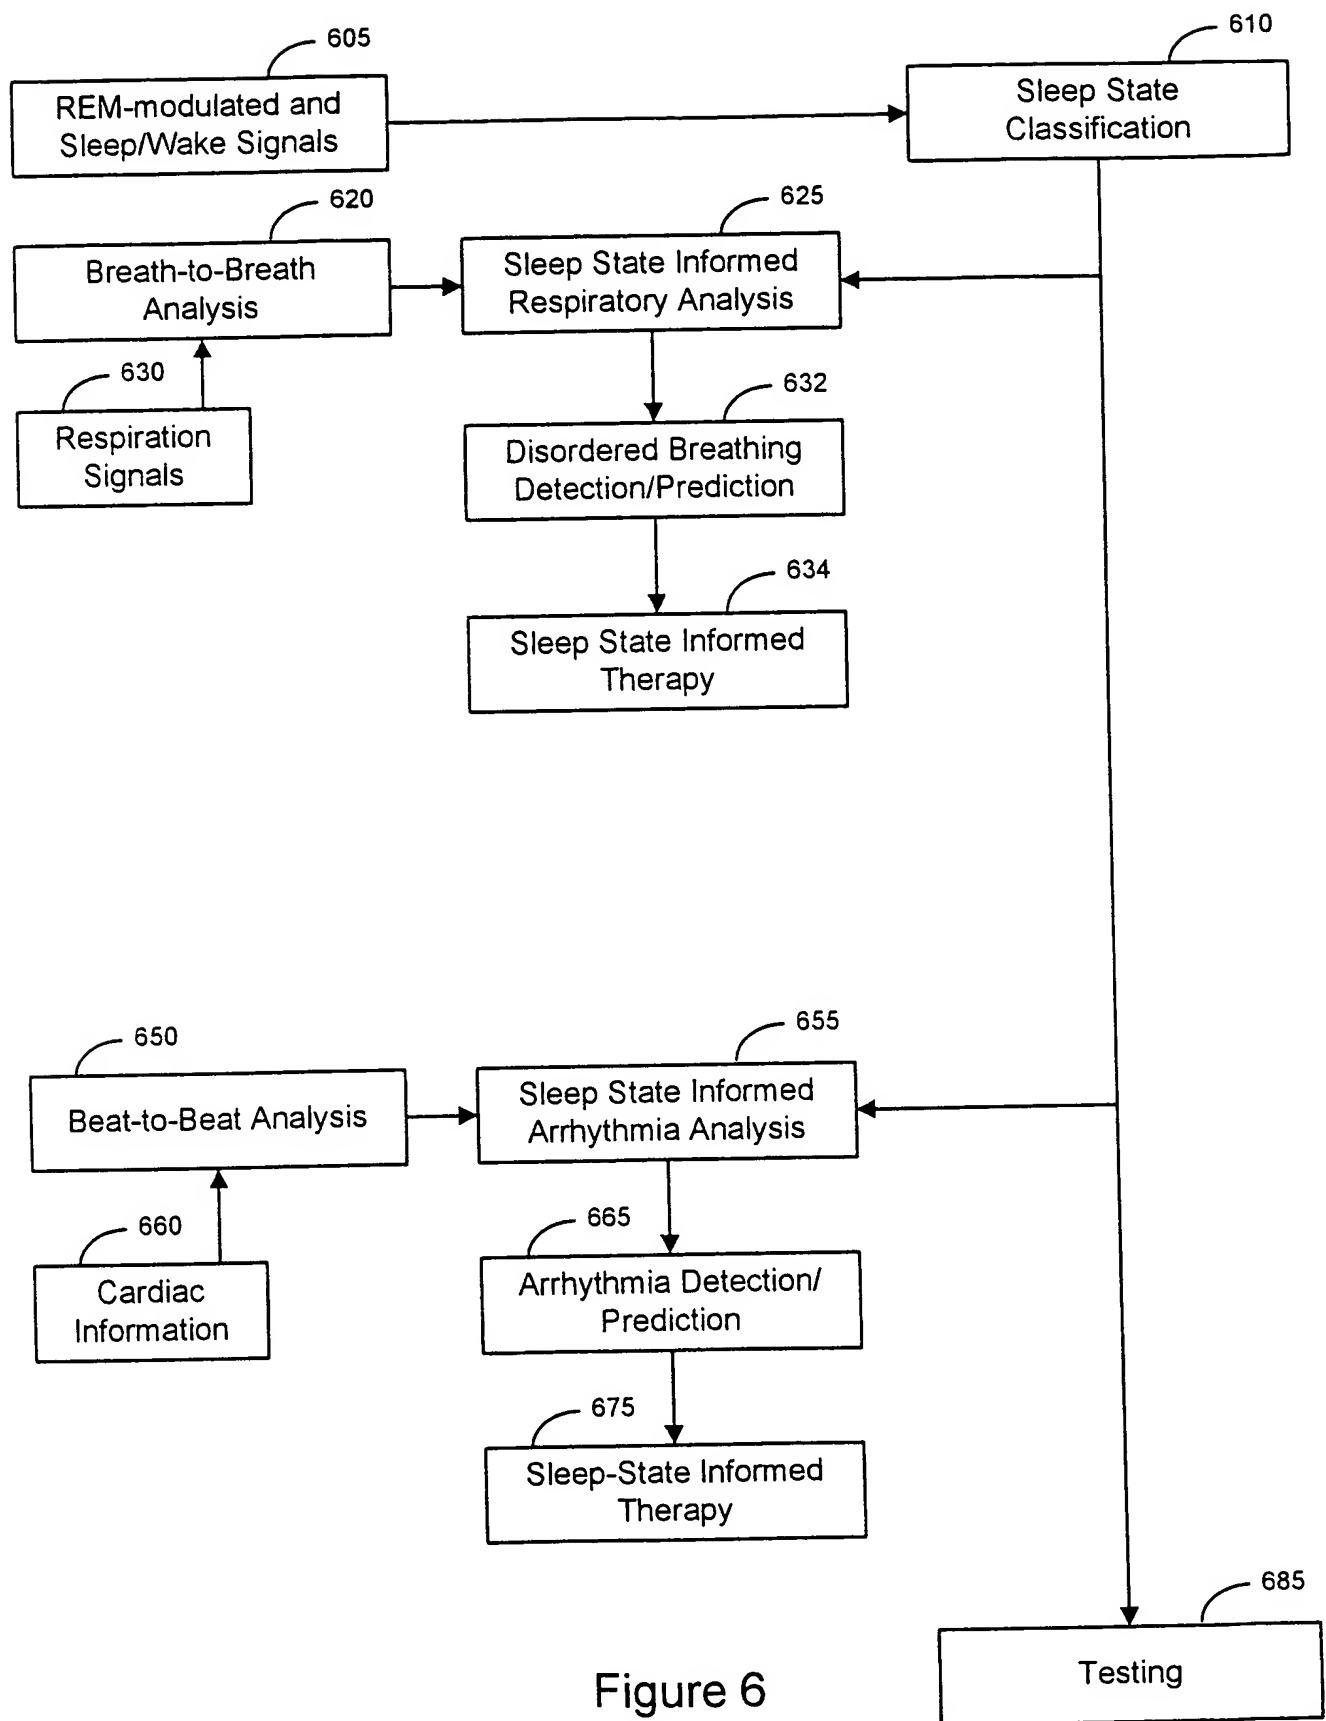 605
610
REM-modulated and
Sleep/Wake Signals
Sleep State
Classification
620
625
Breath-to-Breath
Analysis
Sleep State Informed
Respiratory Analysis
630
632
Respiration
Signals
Disordered Breathing
Detection/Prediction
634
Sleep State Informed
Therapy
650
655
Beat-to-Beat Analysis
Sleep State Informed
Arrhythmia Analysis
660
665
Cardiac
Information
Arrhythmia Detection/
Prediction
675
Sleep-State Informed
Therapy
685
Testing
Figure 6